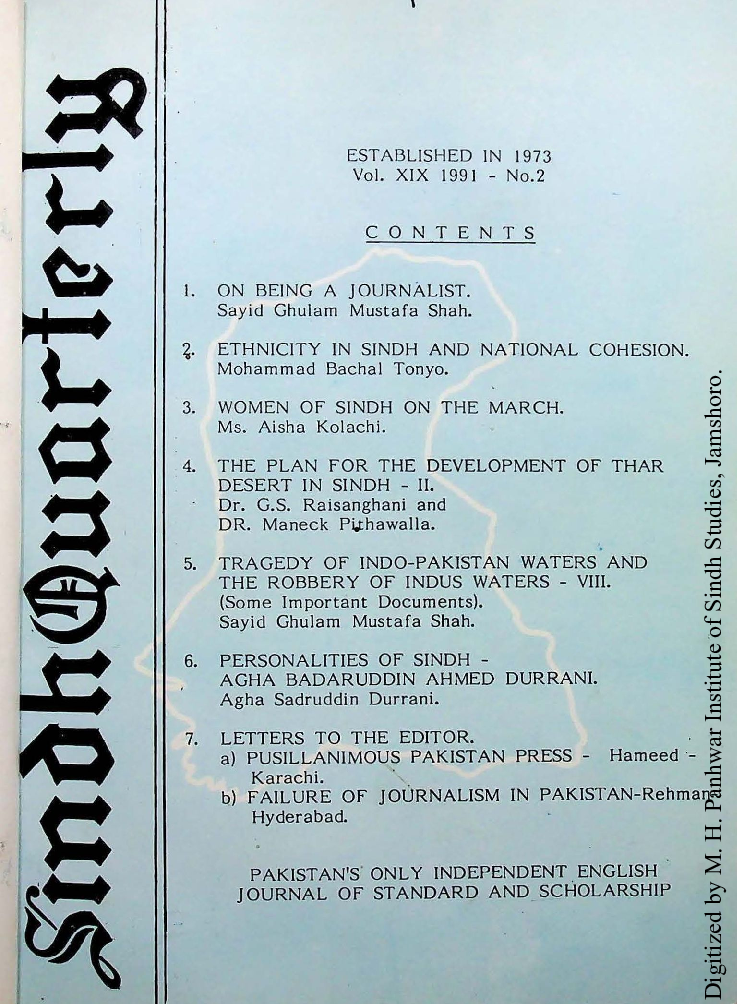 Sindh Quarterly
ESTABLISHED IN 1973
Vol. XIX 1991 - No.2
CONTENTS
1. ON BEING A JOURNALIST.
Sayid Ghulam Mustafa Shah.
2. ETHNICITY IN SINDH AND NATIONAL COHESION.
Mohammad Bachal Tonyo.
3. WOMEN OF SINDH ON THE MARCH.
Ms. Aisha Kolachi.
4. THE PLAN FOR THE DEVELOPMENT OF THAR
DESERT IN SINDH - II.
Dr. G.S. Raisanghani and
DR. Maneck Pithawalla.
5. TRAGEDY OF INDO-PAKISTAN WATERS AND
THE ROBBERY OF INDUS WATERS - VIII.
(Some Important Documents).
Sayid Ghulam Mustafa Shah.
6. PERSONALITIES OF SINDH -
AGHA BADARUDDIN AHMED DURRANI.
Agha Sadruddin Durrani.
7. LETTERS TO THE EDITOR.
a) PUSILLANIMOUS PAKISTAN PRESS - Hameed -
Karachi.
b) FAILURE OF JOURNALISM IN PAKISTAN-Rehman
Hyderabad.
PAKISTAN'S ONLY INDEPENDENT ENGLISH
JOURNAL OF STANDARD AND SCHOLARSHIP
Digitized by M. H. Panhwar Institute of Sindh Studies, Jamshoro.